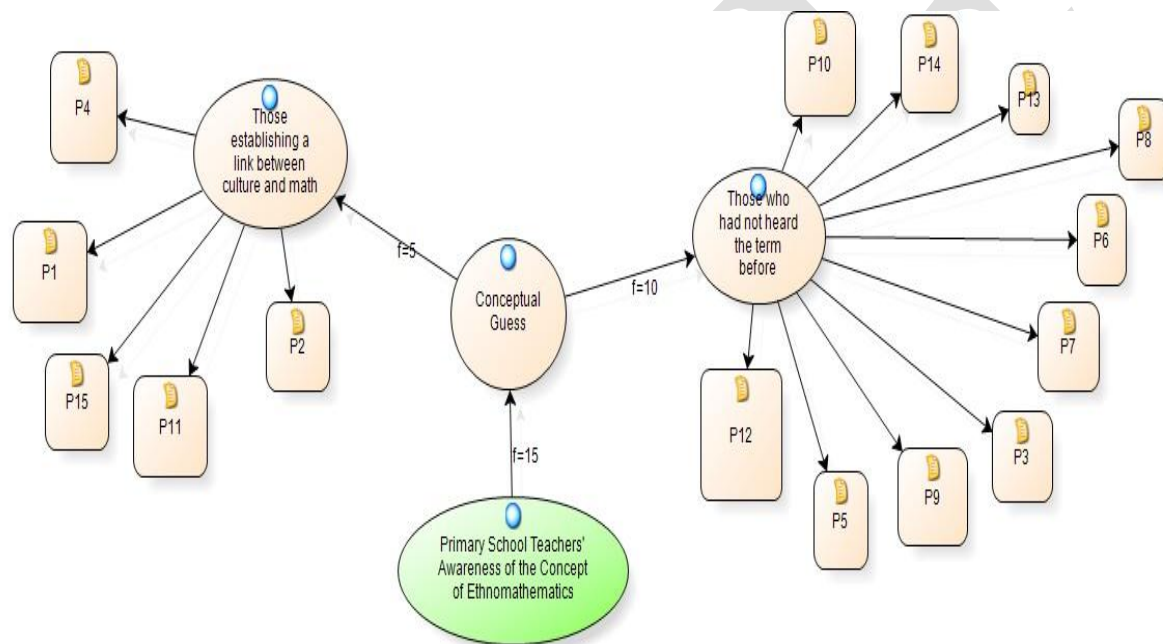 P4
Those
establishing a
link between
culture and math
P1
P15
P11
P2
f=5
Conceptual
Guess
f=10
f=15
Primary School Teachers'
Awareness of the Concept
of Ethnomathematics
Those who
had not heard
the term
before
P10
P14
P13
P8
P6
P7
P3
P9
P5
P12